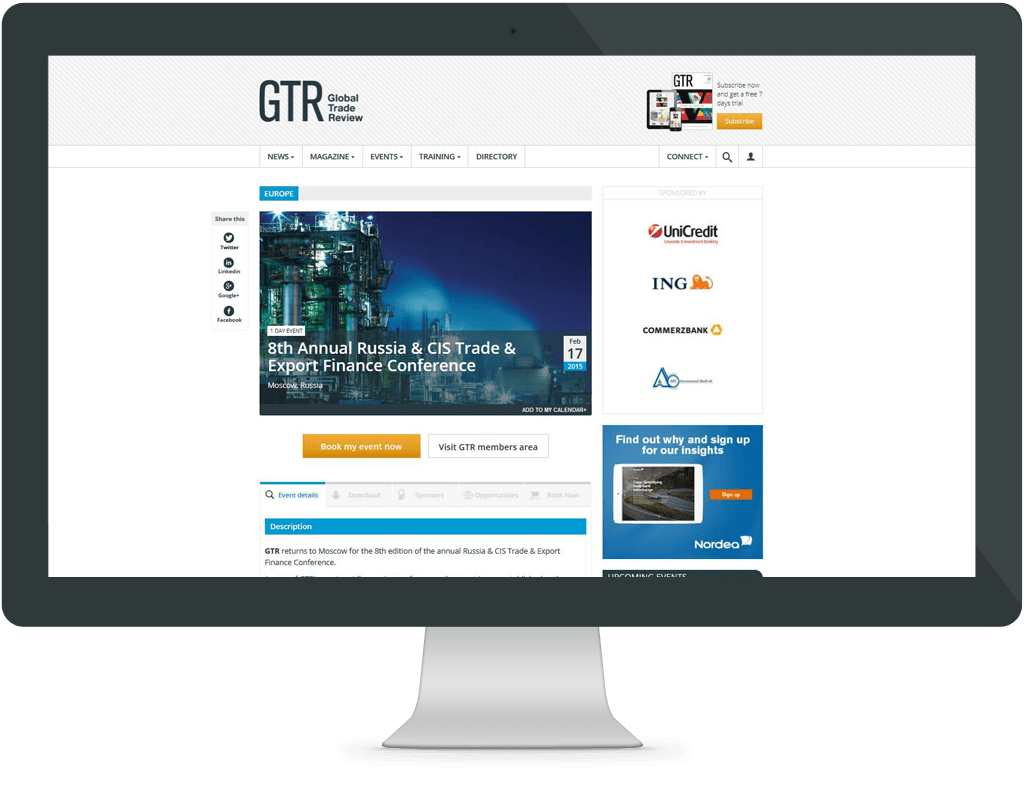 GTR Global
Trade
Review
GTR
Subscribe now
and get a free 7
days trial
Subscribe
NEWS MAGAZINE EVENTS TRAINING DIRECTORY CONNECT
EUROPE
Share this
Twitter
Linkedin
Google+
Facebook
1 DAY EVENT
8th Annual Russia & CIS Trade &
Export Finance Conference
Moscow, Russia
Feb
17
2015
ADD TO MY CALENDAR+
Book my event now
Visit GTR members area
Event details Download Sponsors Opportunities Book Now
Description
GTR returns to Moscow for the 8th edition of the annual Russia & CIS Trade & Export
Finance Conference.
SPONSORED BY
UniCredit
Corporate & Investment Banking
ING
COMMERZBANK
Find out why and sign up
for our insights
Sign up
Nordea
UPCOMING EVENTS